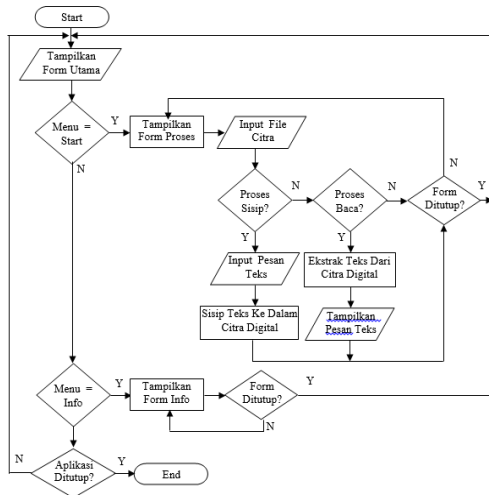 Start
Tampilkan
Form Utama
Menu =
Start
Y
N
Tampilkan
Form Proses
Input File
Citra
Proses
Sisip?
N
Y
Proses
Baca?
N
Y
Form
Ditutup?
N
Y
Input Pesan
Teks
Ekstrak Teks Dari
Citra Digital
Sisip Teks Ke Dalam
Citra Digital
Tampilkan
Pesan Teks
Menu =
Info
Y
Tampilkan
Form Info
Form
Ditutup?
Y
N
Aplikasi
Ditutup?
N
Y
End